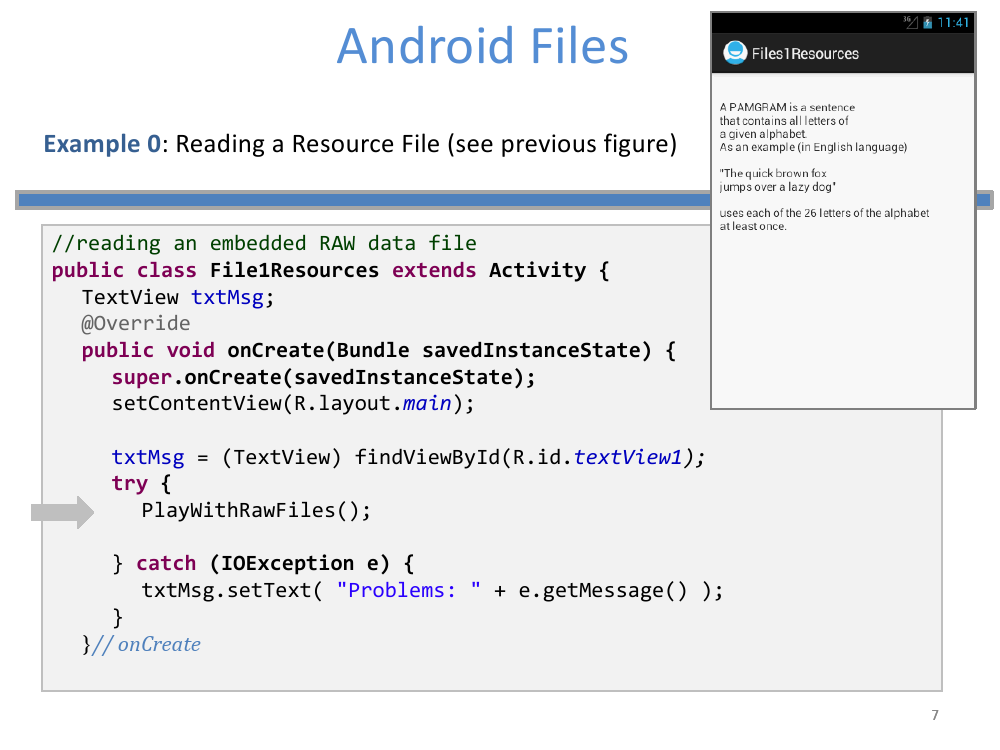 Android Files
3G 11:41
Files1Resources
A PAMGRAM is a sentence
that contains all letters of
a given alphabet.
As an example (in English language)
"The quick brown fox
jumps over a lazy dog"
uses each of the 26 letters of the alphabet
at least once.
Example 0: Reading a Resource File (see previous figure)
//reading an embedded RAW data file
public class File1Resources extends Activity {
TextView txtMsg;
@Override
public void onCreate(Bundle savedInstanceState) {
super.onCreate(savedInstanceState);
setContentView(R.layout.main);
txtMsg = (TextView) findViewById(R.id.textView1);
try {
PlayWithRawFiles();
} catch (IOException e) {
txtMsg.setText( "Problems: " + e.getMessage() );
}
}// onCreate
7